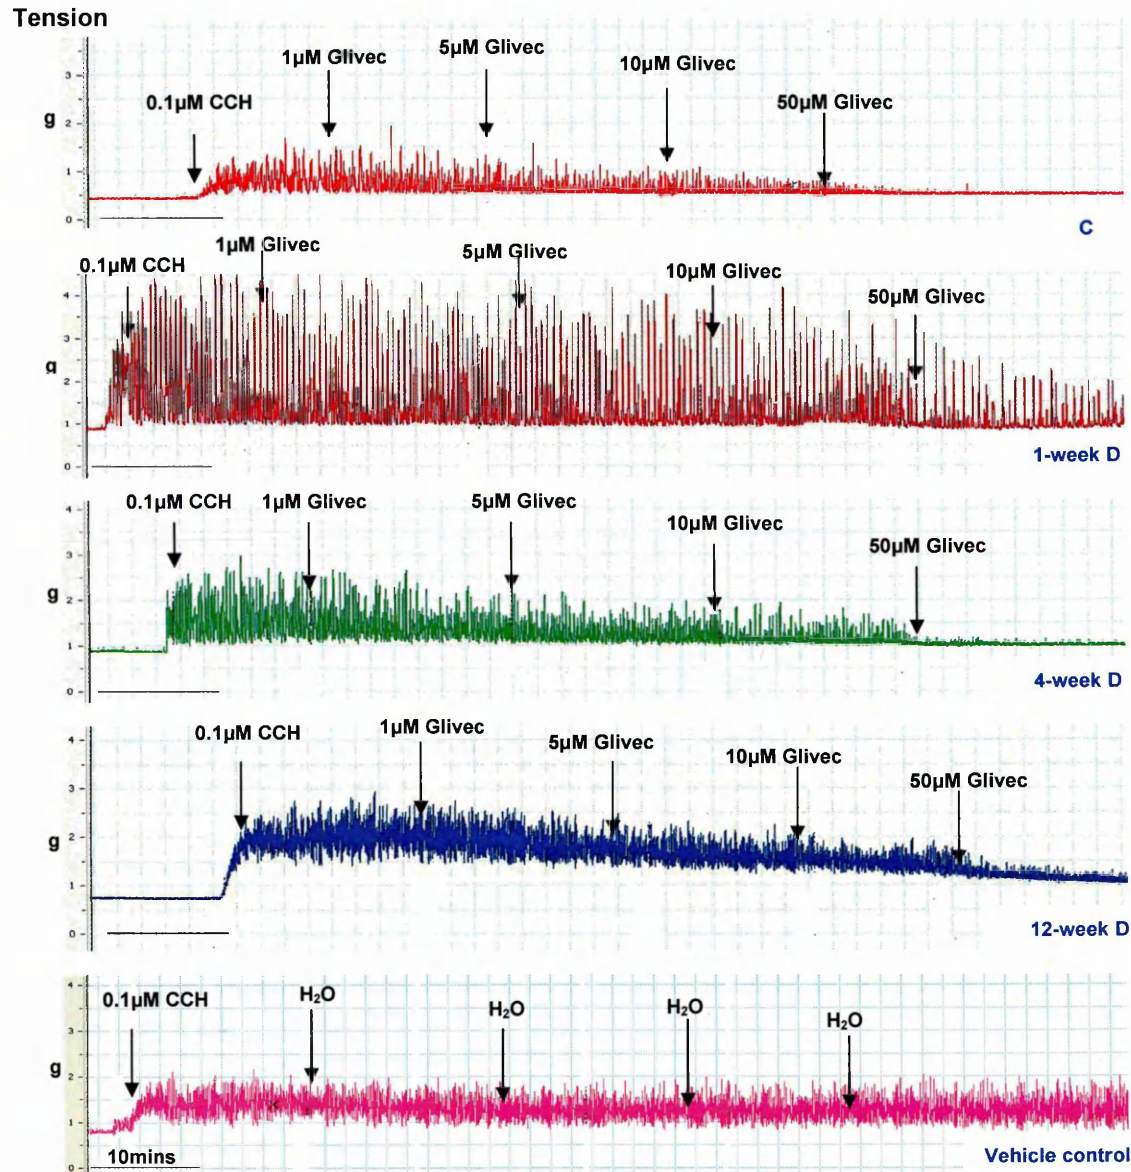 Tension
1µM Glivec
5µM Glivec
10µM Glivec
0.1µM CCH
50µM Glivec
3
g
2
1
0
C
0.1µM CCH
1µM Glivec
5µM Glivec
10µM Glivec
50µM Glivec
4
3
g
2
1
0
1-week D
0.1µM CCH
1µM Glivec
5µM Glivec
10µM Glivec
50µM Glivec
4
3
g
2
1
0
4-week D
0.1µM CCH
1µM Glivec
5µM Glivec
10µM Glivec
50µM Glivec
4
3
g
2
1
0
12-week D
0.1µM CCH
H₂O
H₂O
H₂O
H₂O
4
3
g
2
1
0
10mins
Vehicle control